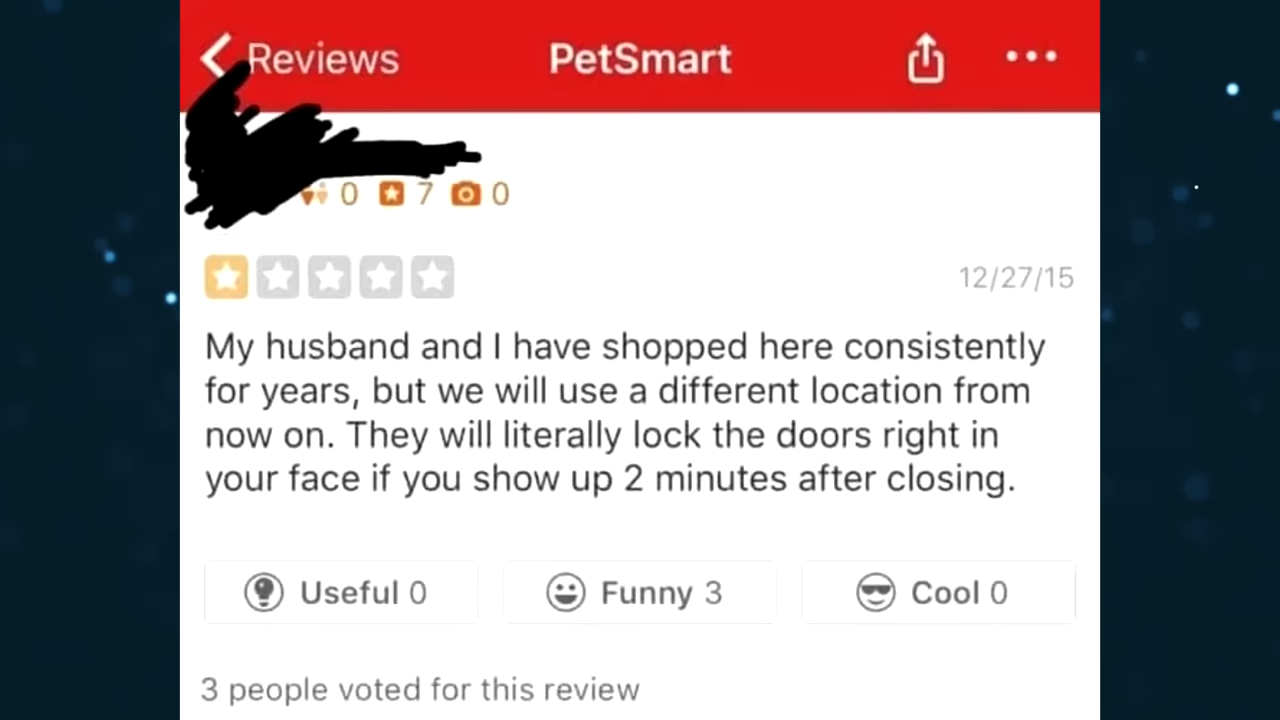 Reviews PetSmart
0 7 0
12/27/15
My husband and I have shopped here consistently
for years, but we will use a different location from
now on. They will literally lock the doors right in
your face if you show up 2 minutes after closing.
Useful 0 Funny 3 Cool 0
3 people voted for this review